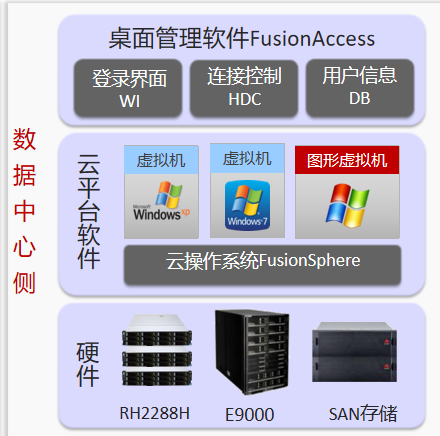 数据中心侧
桌面管理软件FusionAccess
登录界面 连接控制 用户信息
WI HDC DB
云平台软件
虚拟机 虚拟机 图形虚拟机
Microsoft
Windows xp Windows 7
云操作系统FusionSphere
硬件
RH2288H E9000 SAN存储